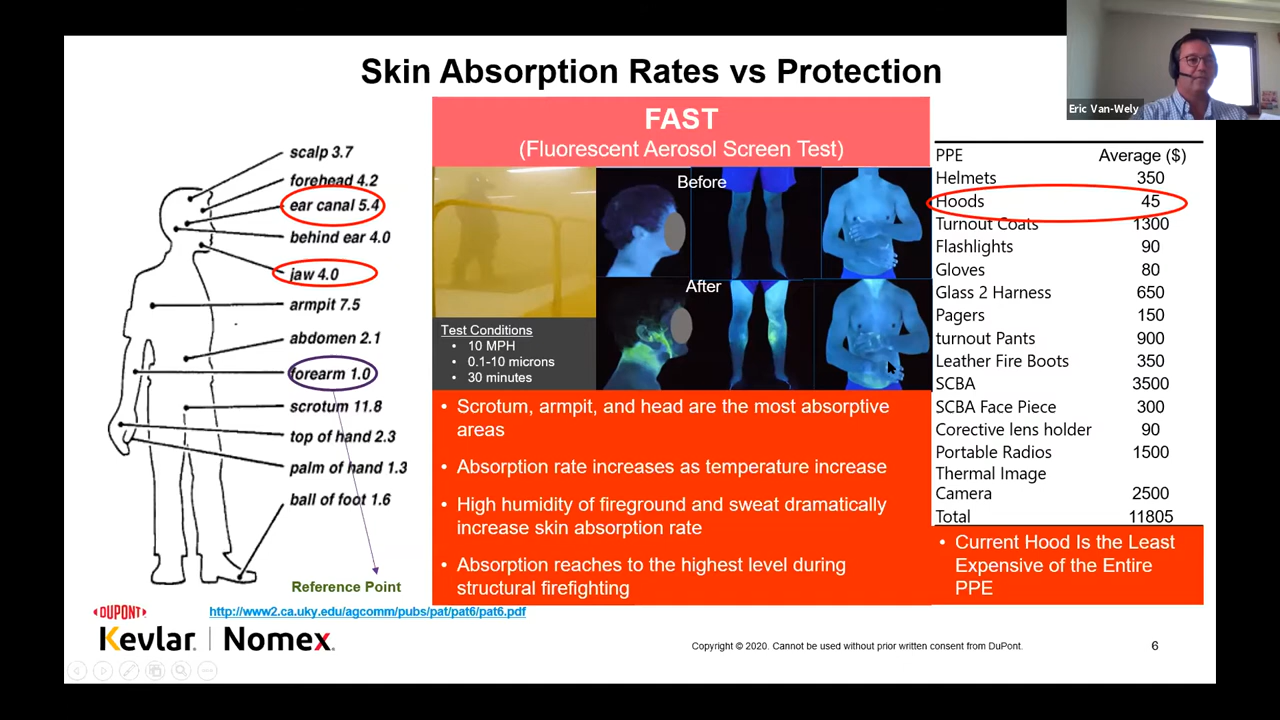 Skin Absorption Rates vs Protection
Eric Van-Wely
scalp 3.7
forehead 4.2
ear canal 5.4
behind ear 4.0
jaw 4.0
armpit 7.5
abdomen 2.1
forearm 1.0
scrotum 11.8
top of hand 2.3
palm of hand 1.3
ball of foot 1.6
Reference Point
FAST
(Fluorescent Aerosol Screen Test)
Before
After
Test Conditions
• 10 MPH
• 0.1-10 microns
• 30 minutes
• Scrotum, armpit, and head are the most absorptive
areas
• Absorption rate increases as temperature increase
• High humidity of fireground and sweat dramatically
increase skin absorption rate
• Absorption reaches to the highest level during
structural firefighting
PPE Average ($)
Helmets 350
Hoods 45
Turnout Coats 1300
Flashlights 90
Gloves 80
Glass 2 Harness 650
Pagers 150
turnout Pants 900
Leather Fire Boots 350
SCBA 3500
SCBA Face Piece 300
Corective lens holder 90
Portable Radios 1500
Thermal Image
Camera 2500
Total 11805
• Current Hood Is the Least
Expensive of the Entire
PPE
http://www2.ca.uky.edu/agcomm/pubs/pat/pat6/pat6.pdf
DUPONT
Kevlar. | Nomex.
Copyright © 2020. Cannot be used without prior written consent from DuPont.
6